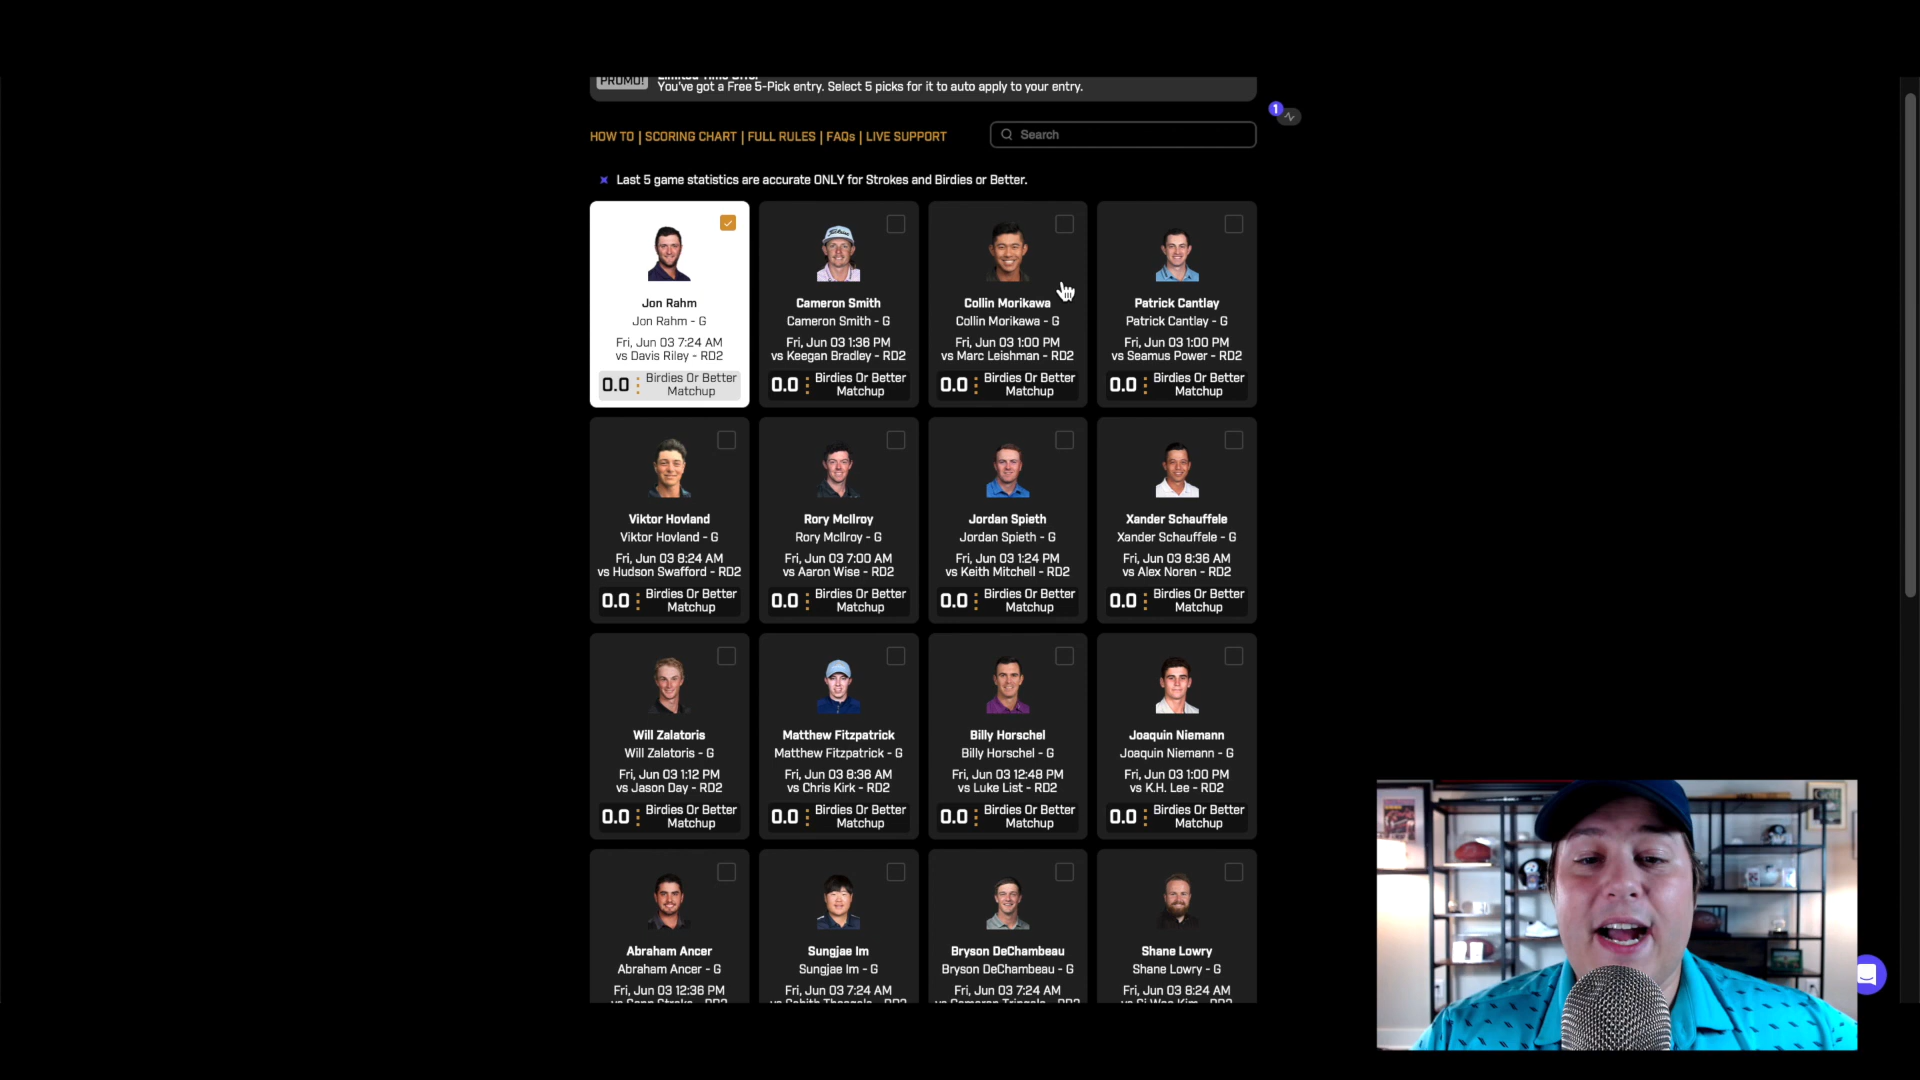 PROMO!
Limited Time Offer
You've got a Free 5-Pick entry. Select 5 picks for it to auto apply to your entry.
1
HOW TO | SCORING CHART | FULL RULES | FAQs | LIVE SUPPORT
Search
Last 5 game statistics are accurate ONLY for Strokes and Birdies or Better.
Jon Rahm
Jon Rahm - G
Fri, Jun 03 7:24 AM
vs Davis Riley - RD2
0.0 Birdies Or Better
Matchup
Cameron Smith
Cameron Smith - G
Fri, Jun 03 1:36 PM
vs Keegan Bradley - RD2
0.0 Birdies Or Better
Matchup
Collin Morikawa
Collin Morikawa - G
Fri, Jun 03 1:00 PM
vs Marc Leishman - RD2
0.0 Birdies Or Better
Matchup
Patrick Cantlay
Patrick Cantlay - G
Fri, Jun 03 1:00 PM
vs Seamus Power - RD2
0.0 Birdies Or Better
Matchup
Viktor Hovland
Viktor Hovland - G
Fri, Jun 03 8:24 AM
vs Hudson Swafford - RD2
0.0 Birdies Or Better
Matchup
Rory McIlroy
Rory McIlroy - G
Fri, Jun 03 7:00 AM
vs Aaron Wise - RD2
0.0 Birdies Or Better
Matchup
Jordan Spieth
Jordan Spieth - G
Fri, Jun 03 1:24 PM
vs Keith Mitchell - RD2
0.0 Birdies Or Better
Matchup
Xander Schauffele
Xander Schauffele - G
Fri, Jun 03 8:36 AM
vs Alex Noren - RD2
0.0 Birdies Or Better
Matchup
Will Zalatoris
Will Zalatoris - G
Fri, Jun 03 1:12 PM
vs Jason Day - RD2
0.0 Birdies Or Better
Matchup
Matthew Fitzpatrick
Matthew Fitzpatrick - G
Fri, Jun 03 8:36 AM
vs Chris Kirk - RD2
0.0 Birdies Or Better
Matchup
Billy Horschel
Billy Horschel - G
Fri, Jun 03 12:48 PM
vs Luke List - RD2
0.0 Birdies Or Better
Matchup
Joaquin Niemann
Joaquin Niemann - G
Fri, Jun 03 1:00 PM
vs K.H. Lee - RD2
0.0 Birdies Or Better
Matchup
Abraham Ancer
Abraham Ancer - G
Fri, Jun 03 12:36 PM
Sungjae Im
Sungjae Im - G
Fri, Jun 03 7:24 AM
Bryson DeChambeau
Bryson DeChambeau - G
Fri, Jun 03 7:24 AM
Shane Lowry
Shane Lowry - G
Fri, Jun 03 8:24 AM